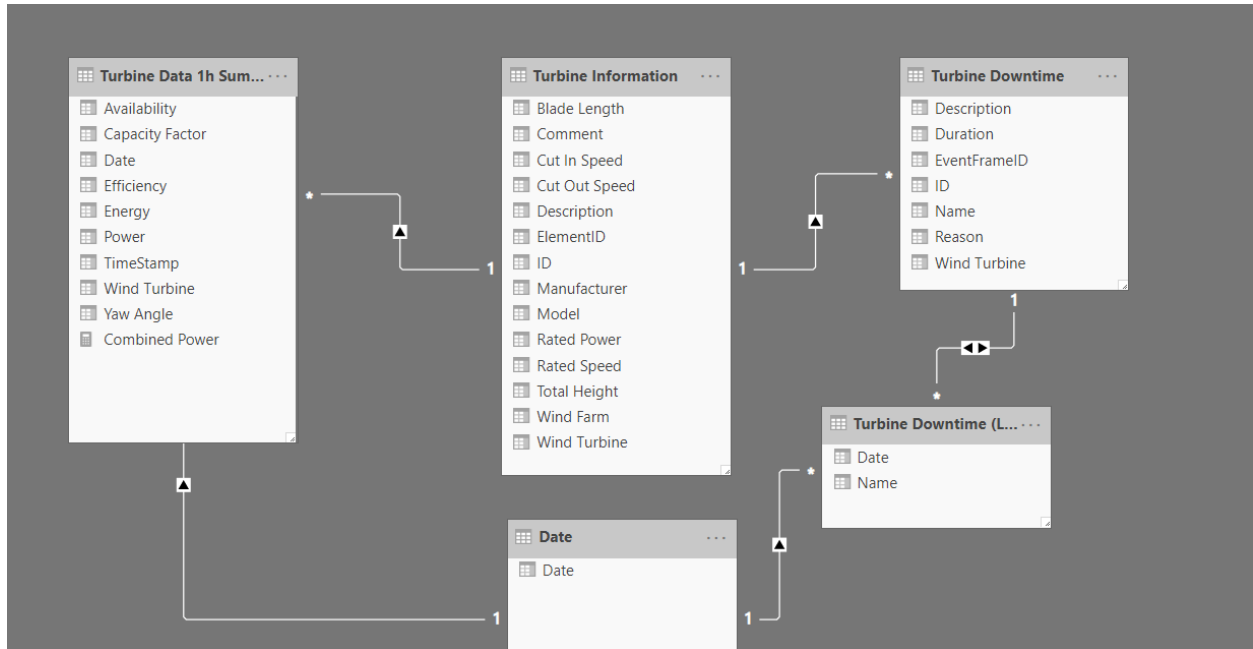 Turbine Data 1h Sum... ...
Availability
Capacity Factor
Date
Efficiency
Energy
Power
TimeStamp
Wind Turbine
Yaw Angle
Combined Power
Turbine Information ...
Blade Length
Comment
Cut In Speed
Cut Out Speed
Description
ElementID
ID
Manufacturer
Model
Rated Power
Rated Speed
Total Height
Wind Farm
Wind Turbine
Turbine Downtime ...
Description
Duration
EventFrameID
ID
Name
Reason
Wind Turbine
* 1
1 *
1
*
Turbine Downtime (L... ...
Date
Name
Date ...
Date
1
1 *